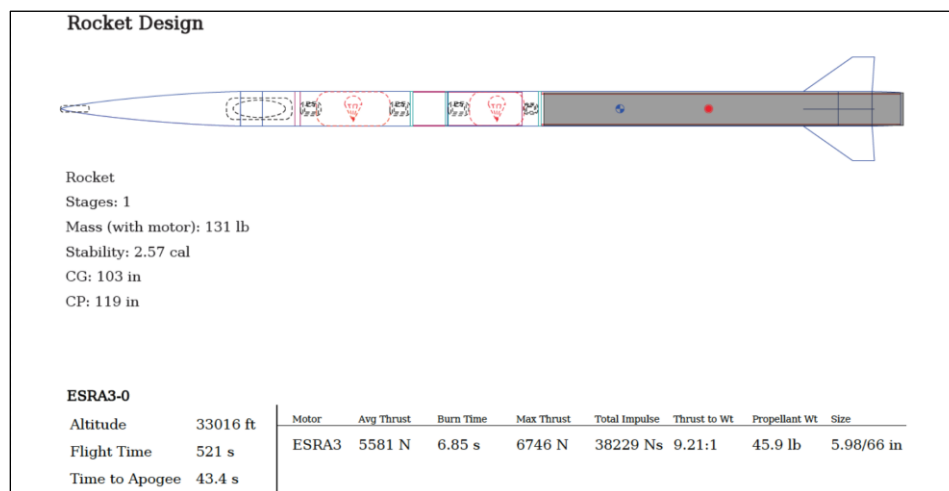 Rocket Design
Rocket
Stages: 1
Mass (with motor): 131 lb
Stability: 2.57 cal
CG: 103 in
CP: 119 in
ESRA3-0
Altitude 33016 ft
Flight Time 521 s
Time to Apogee 43.4 s
Motor Avg Thrust Burn Time Max Thrust Total Impulse Thrust to Wt Propellant Wt Size
ESRA3 5581 N 6.85 s 6746 N 38229 Ns 9.21:1 45.9 lb 5.98/66 in